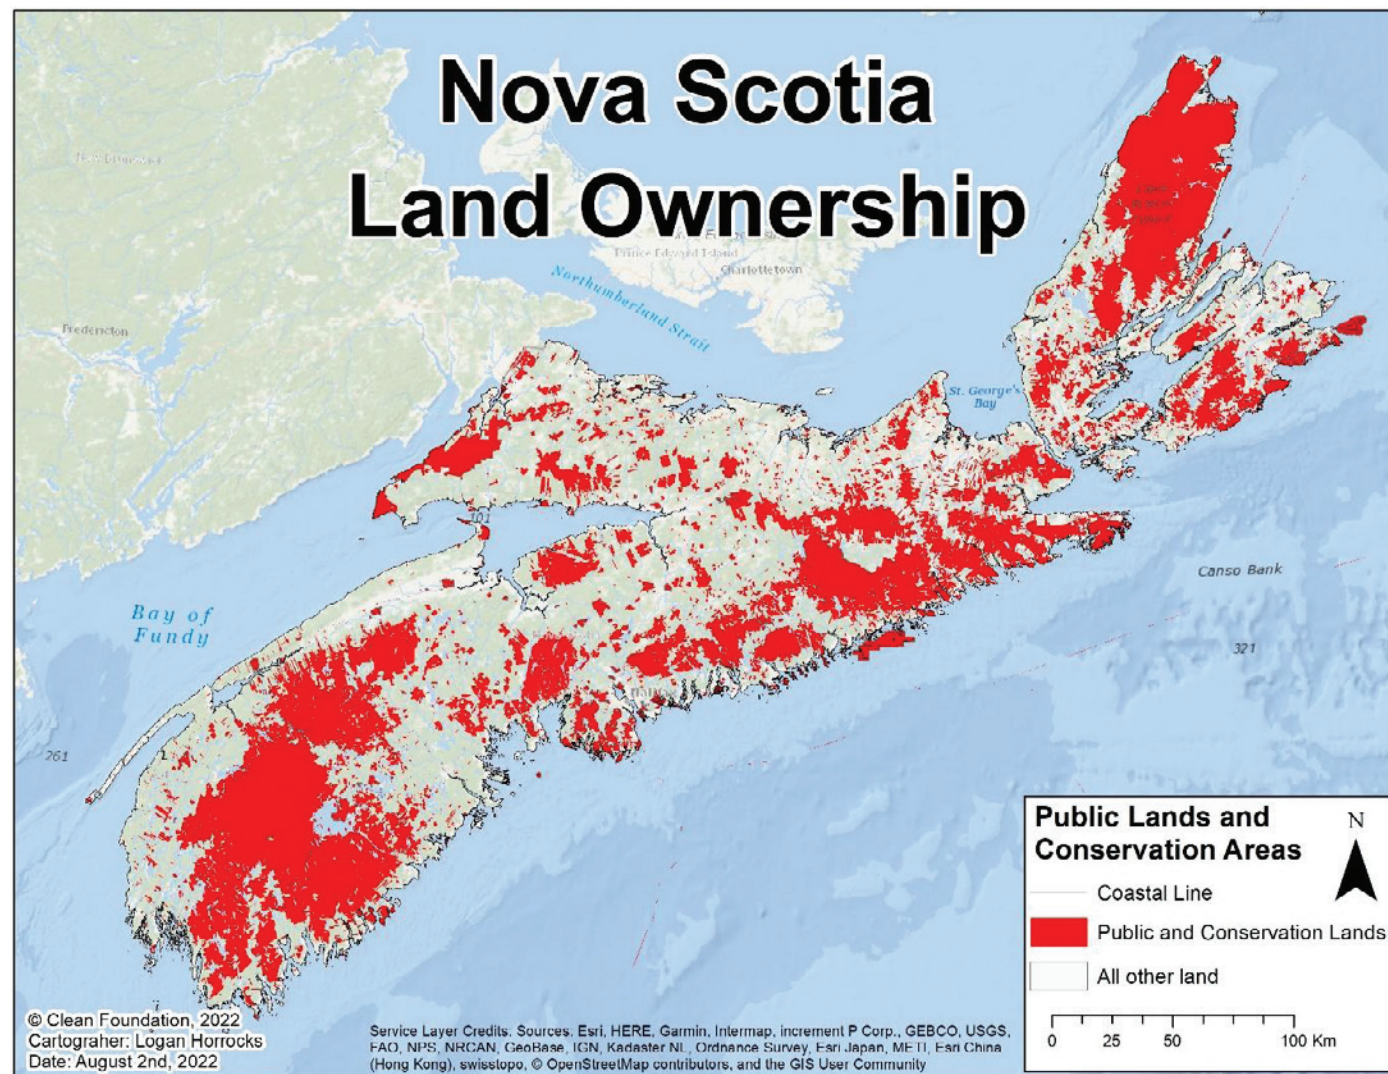 Nova Scotia
Land Ownership
New Brunswick
Prince Edward Island
Charlottetown
Northumberland Strait
Fredericton
St. George's
Bay
101
Canso Bank
Bay of
Fundy
321
261
Public Lands and
Conservation Areas
N
Coastal Line
Public and Conservation Lands
All other land
0 25 50 100 Km
© Clean Foundation, 2022
Cartograher: Logan Horrocks
Date: August 2nd, 2022
Service Layer Credits: Sources: Esri, HERE, Garmin, Intermap, increment P Corp., GEBCO, USGS,
FAO, NPS, NRCAN, GeoBase, IGN, Kadaster NL, Ordnance Survey, Esri Japan, METI, Esri China
(Hong Kong), swisstopo, © OpenStreetMap contributors, and the GIS User Community